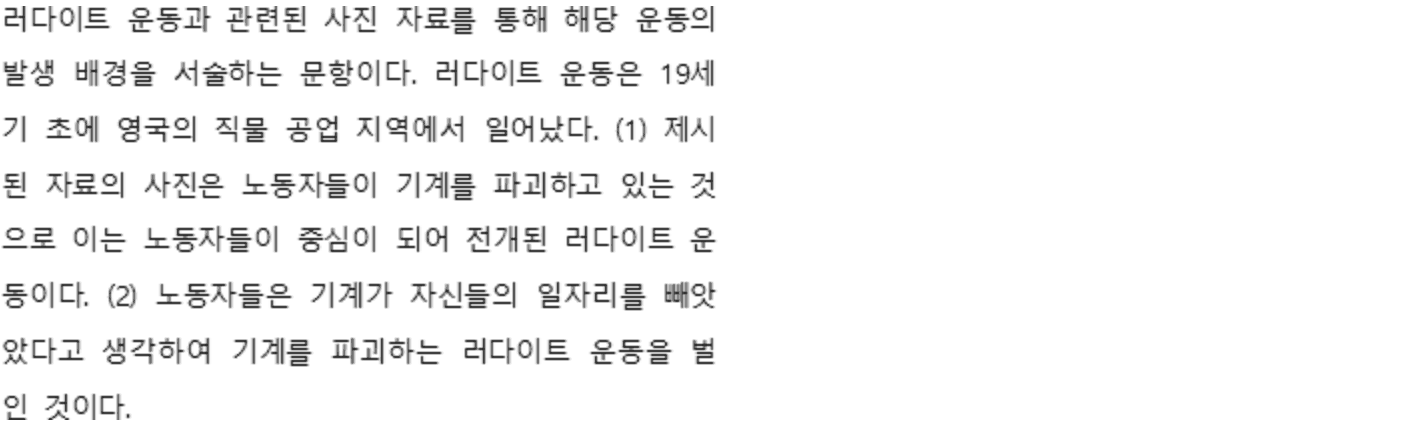 러다이트 운동과 관련된 사진 자료를 통해 해당 운동의
발생 배경을 서술하는 문항이다. 러다이트 운동은 19세
기 초에 영국의 직물 공업 지역에서 일어났다. (1) 제시
된 자료의 사진은 노동자들이 기계를 파괴하고 있는 것
으로 이는 노동자들이 중심이 되어 전개된 러다이트 운
동이다. (2) 노동자들은 기계가 자신들의 일자리를 빼앗
았다고 생각하여 기계를 파괴하는 러다이트 운동을 벌
인 것이다.